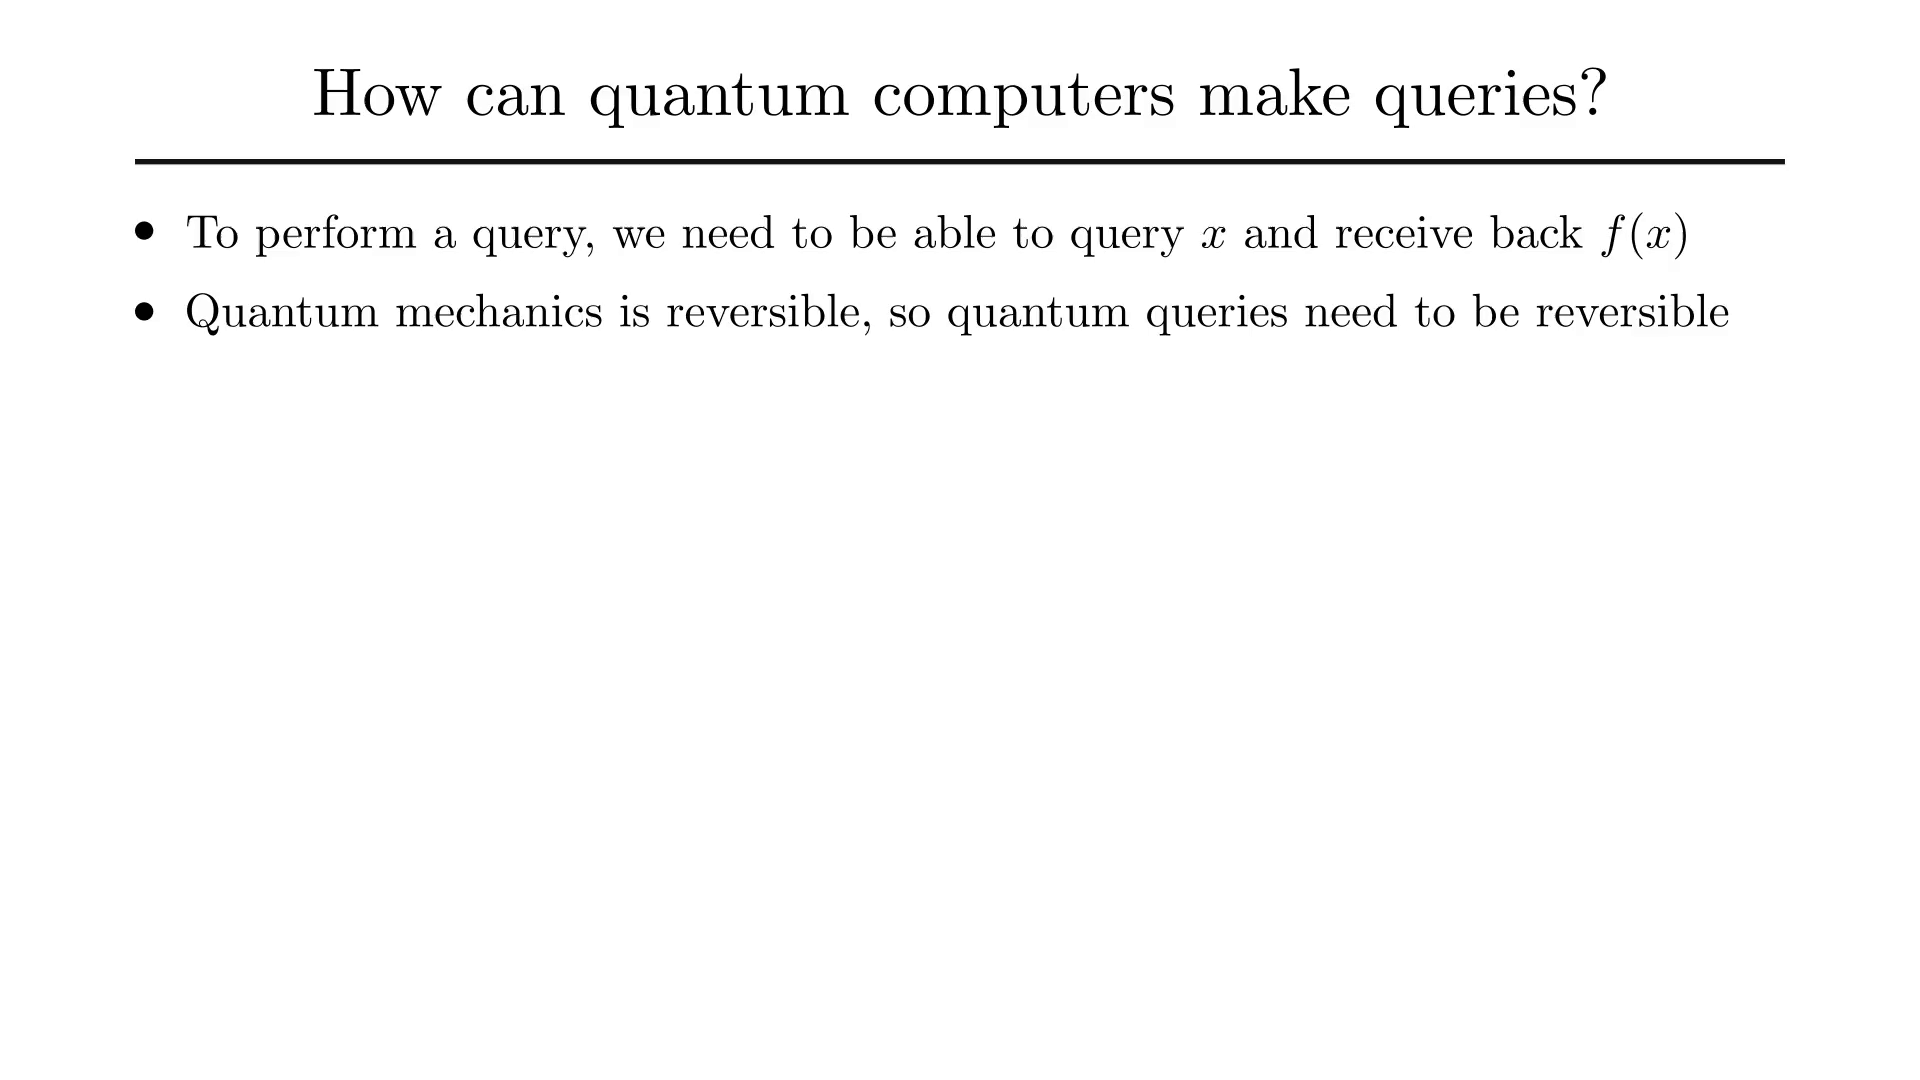 How can quantum computers make queries?
• To perform a query, we need to be able to query x and receive back f(x)
• Quantum mechanics is reversible, so quantum queries need to be reversible